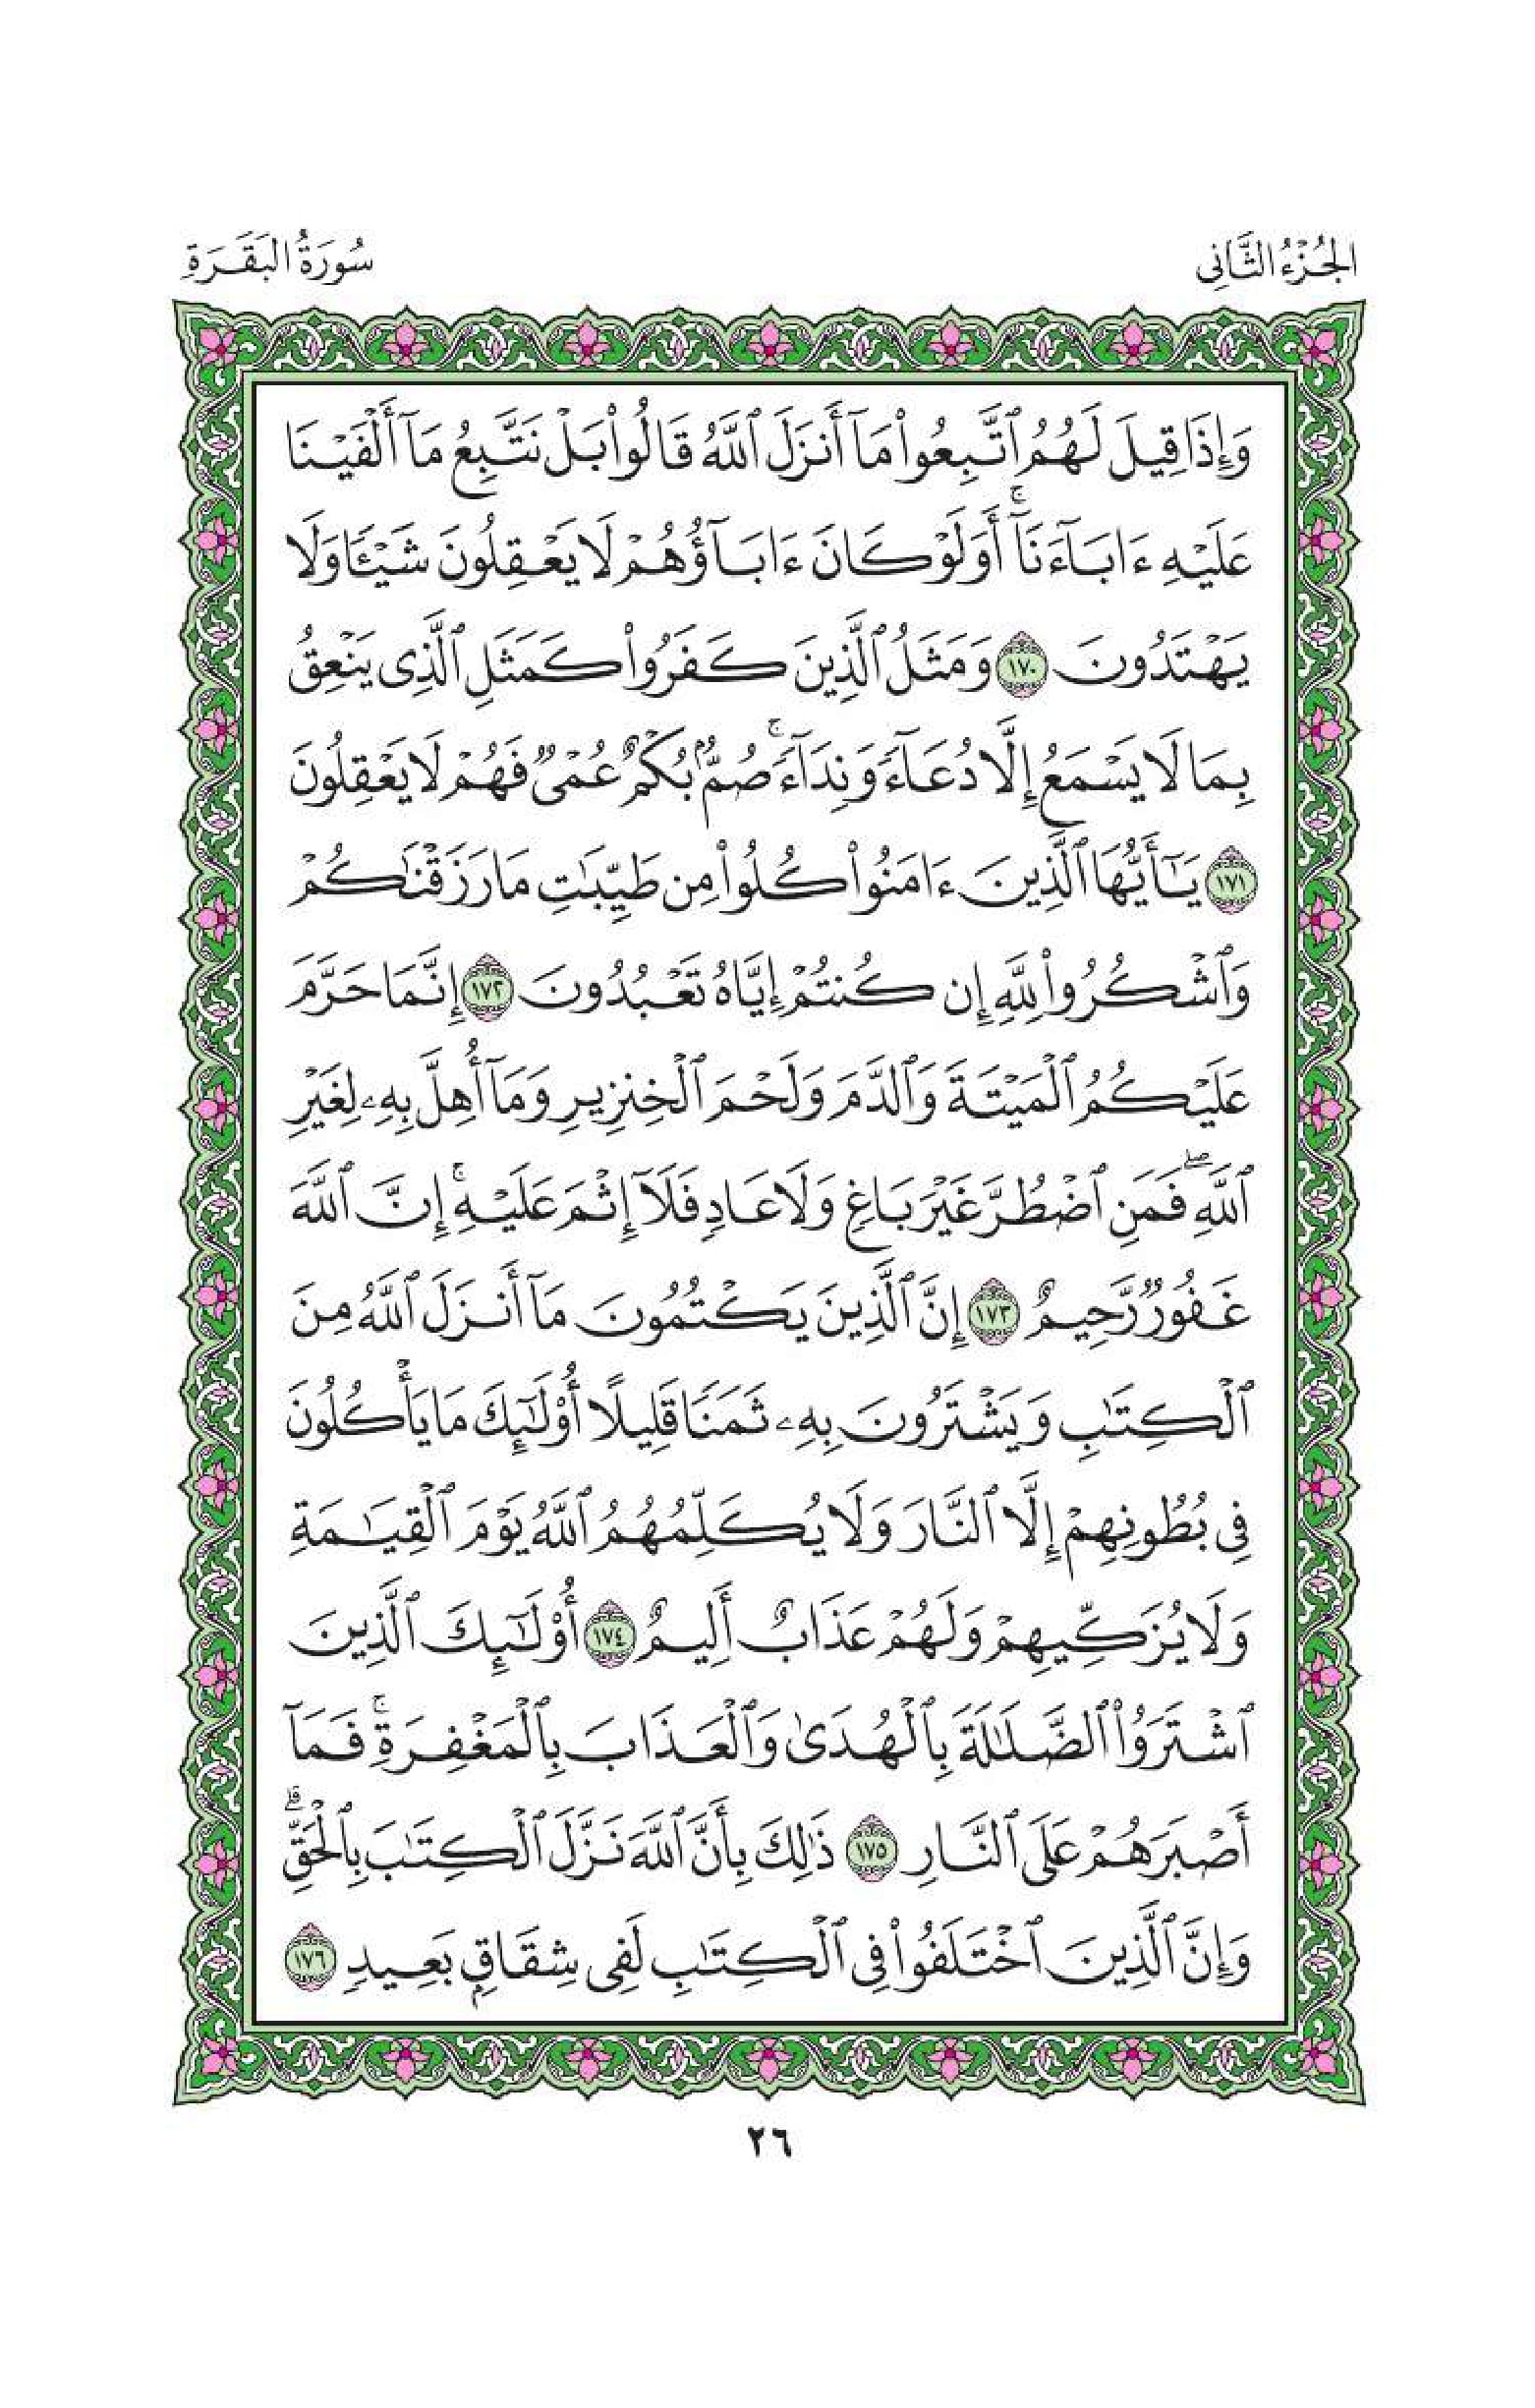 الجُزْءُ الثَّانِي
سُورَةُ البَقَرَةِ
وَإِذَا قِيلَ لَهُمُ ٱتَّبِعُوا۟ مَآ أَنزَلَ ٱللَّهُ قَالُوا۟ بَلْ نَتَّبِعُ مَآ أَلْفَيْنَا
عَلَيْهِ ءَابَآءَنَآ ۚ أَوَلَوْ كَانَ ءَابَآؤُهُمْ لَا يَعْقِلُونَ شَيْـًٔا وَلَا
يَهْتَدُونَ ١٧٠ وَمَثَلُ ٱلَّذِينَ كَفَرُوا۟ كَمَثَلِ ٱلَّذِى يَنْعِقُ
بِمَا لَا يَسْمَعُ إِلَّا دُعَآءً وَنِدَآءً ۚ صُمٌّۢ بُكْمٌ عُمْىٌ فَهُمْ لَا يَعْقِلُونَ
١٧١ يَـٰٓأَيُّهَا ٱلَّذِينَ ءَامَنُوا۟ كُلُوا۟ مِن طَيِّبَـٰتِ مَا رَزَقْنَـٰكُمْ
وَٱشْكُرُوا۟ لِلَّهِ إِن كُنتُمْ إِيَّاهُ تَعْبُدُونَ ١٧٢ إِنَّمَا حَرَّمَ
عَلَيْكُمُ ٱلْمَيْتَةَ وَٱلدَّمَ وَلَحْمَ ٱلْخِنزِيرِ وَمَآ أُهِلَّ بِهِۦ لِغَيْرِ
ٱللَّهِ ۖ فَمَنِ ٱضْطُرَّ غَيْرَ بَاغٍ وَلَا عَادٍ فَلَآ إِثْمَ عَلَيْهِ ۚ إِنَّ ٱللَّهَ
غَفُورٌ رَّحِيمٌ ١٧٣ إِنَّ ٱلَّذِينَ يَكْتُمُونَ مَآ أَنزَلَ ٱللَّهُ مِنَ
ٱلْكِتَـٰبِ وَيَشْتَرُونَ بِهِۦ ثَمَنًا قَلِيلًا أُو۟لَـٰٓئِكَ مَا يَأْكُلُونَ
فِى بُطُونِهِمْ إِلَّا ٱلنَّارَ وَلَا يُكَلِّمُهُمُ ٱللَّهُ يَوْمَ ٱلْقِيَـٰمَةِ
وَلَا يُزَكِّيهِمْ وَلَهُمْ عَذَابٌ أَلِيمٌ ١٧٤ أُو۟لَـٰٓئِكَ ٱلَّذِينَ
ٱشْتَرَوُا۟ ٱلضَّلَـٰلَةَ بِٱلْهُدَىٰ وَٱلْعَذَابَ بِٱلْمَغْفِرَةِ ۚ فَمَآ
أَصْبَرَهُمْ عَلَى ٱلنَّارِ ١٧٥ ذَٰلِكَ بِأَنَّ ٱللَّهَ نَزَّلَ ٱلْكِتَـٰبَ بِٱلْحَقِّ ۗ
وَإِنَّ ٱلَّذِينَ ٱخْتَلَفُوا۟ فِى ٱلْكِتَـٰبِ لَفِى شِقَاقٍۭ بَعِيدٍ ١٧٦
٢٦